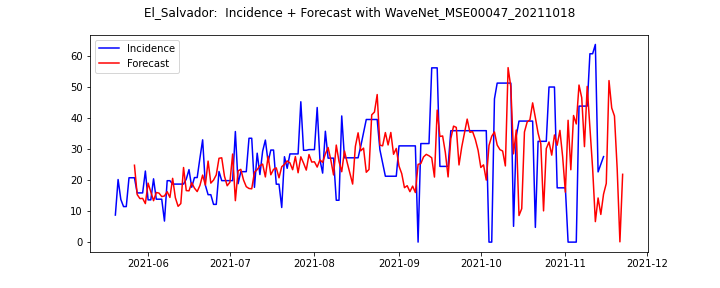 El_Salvador:  Incidence + Forecast with WaveNet_MSE00047_20211018
Incidence
Forecast
60
50
40
30
20
10
0
2021-06 2021-07 2021-08 2021-09 2021-10 2021-11 2021-12